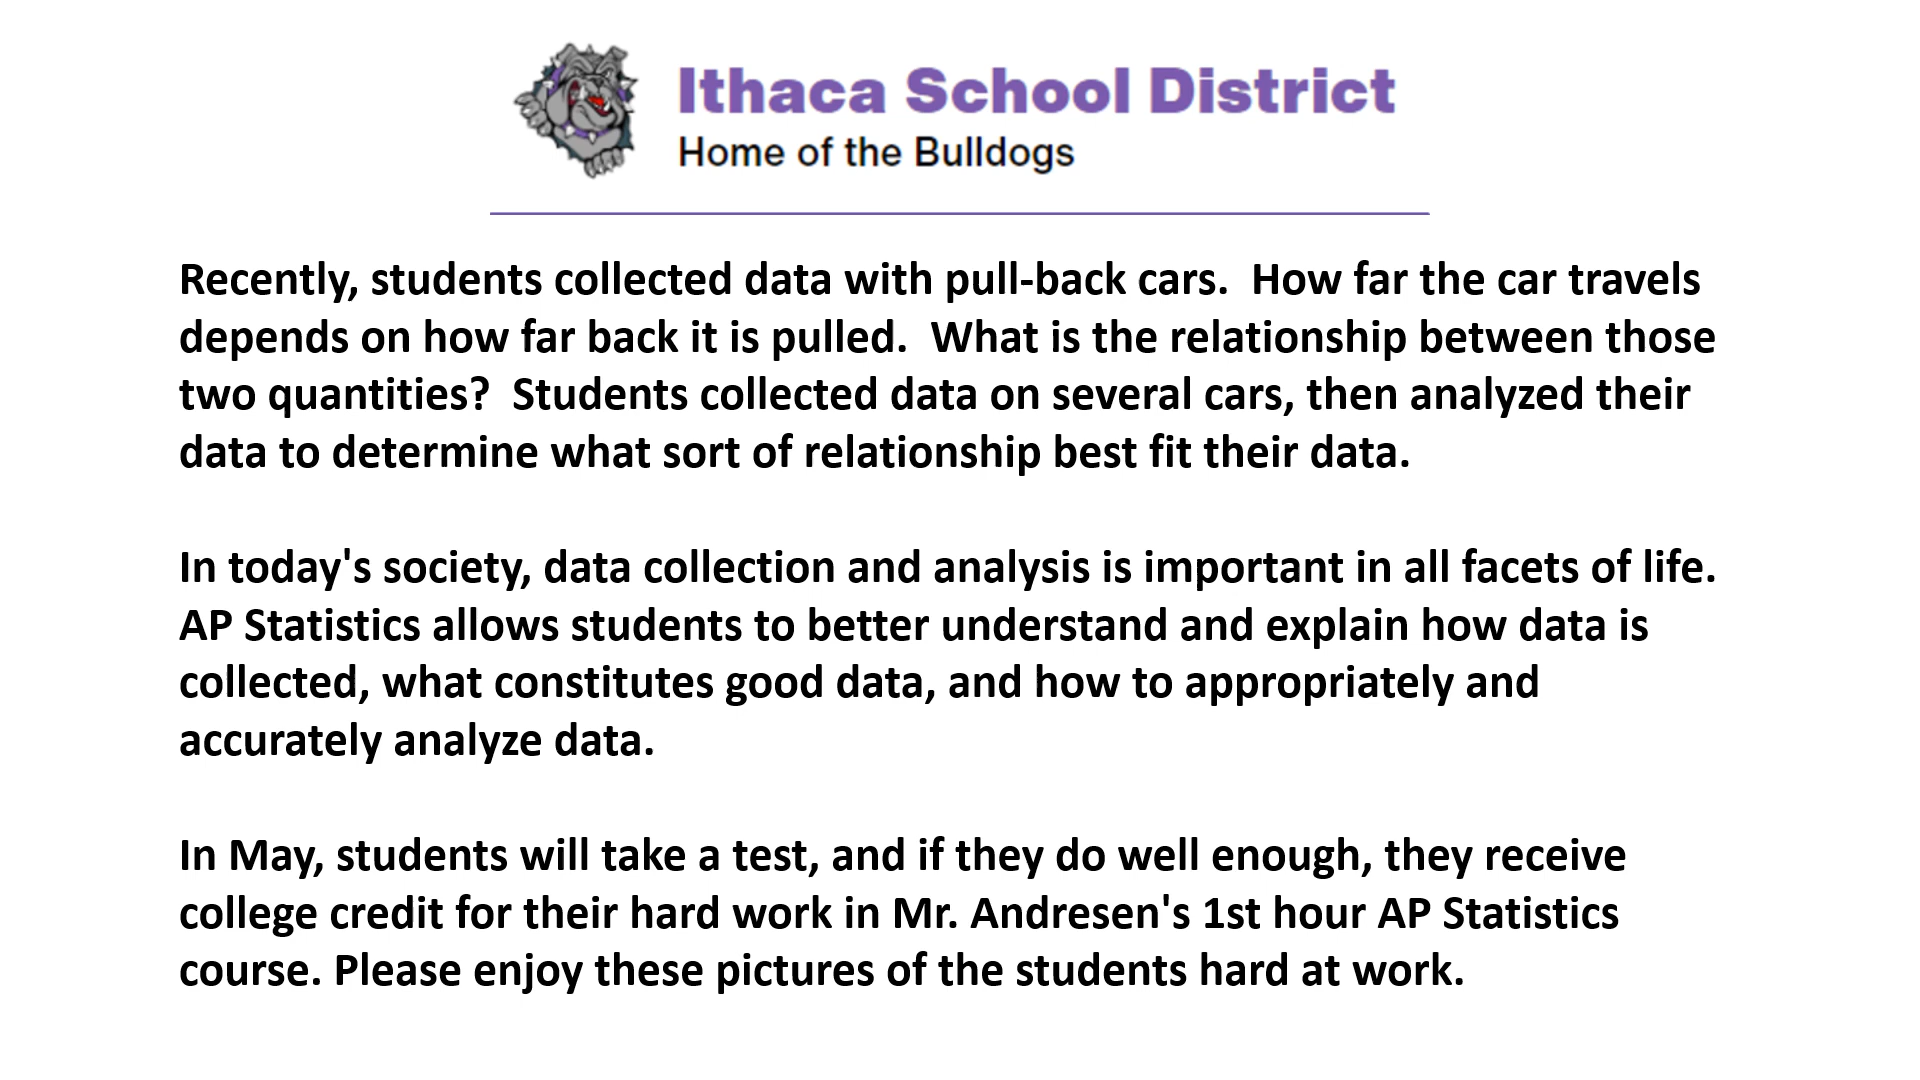 Ithaca School District
Home of the Bulldogs
Recently, students collected data with pull-back cars.  How far the car travels
depends on how far back it is pulled.  What is the relationship between those
two quantities?  Students collected data on several cars, then analyzed their
data to determine what sort of relationship best fit their data.
In today's society, data collection and analysis is important in all facets of life.
AP Statistics allows students to better understand and explain how data is
collected, what constitutes good data, and how to appropriately and
accurately analyze data.
In May, students will take a test, and if they do well enough, they receive
college credit for their hard work in Mr. Andresen's 1st hour AP Statistics
course. Please enjoy these pictures of the students hard at work.